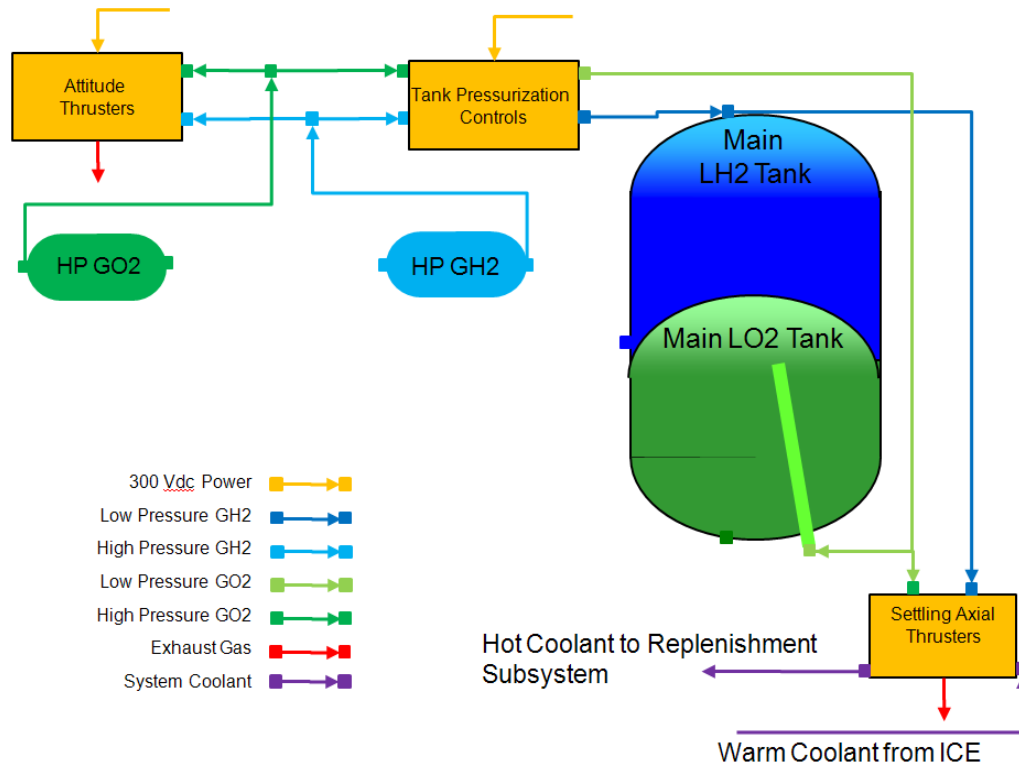 Attitude
Thrusters
Tank Pressurization
Controls
Main
LH2 Tank
HP GO2
HP GH2
Main LO2 Tank
300 Vdc Power
Low Pressure GH2
High Pressure GH2
Low Pressure GO2
High Pressure GO2
Exhaust Gas
System Coolant
Settling Axial
Thrusters
Hot Coolant to Replenishment
Subsystem
Warm Coolant from ICE